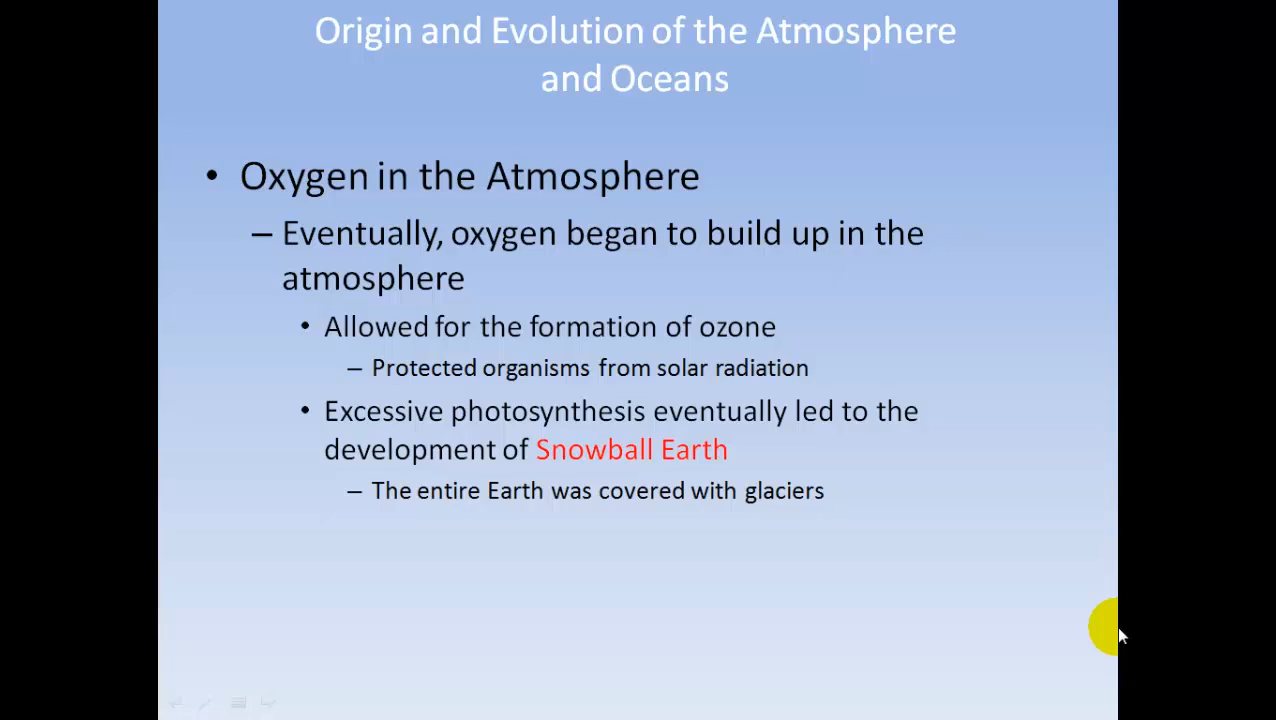 Origin and Evolution of the Atmosphere
and Oceans
• Oxygen in the Atmosphere
– Eventually, oxygen began to build up in the
atmosphere
• Allowed for the formation of ozone
– Protected organisms from solar radiation
• Excessive photosynthesis eventually led to the
development of Snowball Earth
– The entire Earth was covered with glaciers